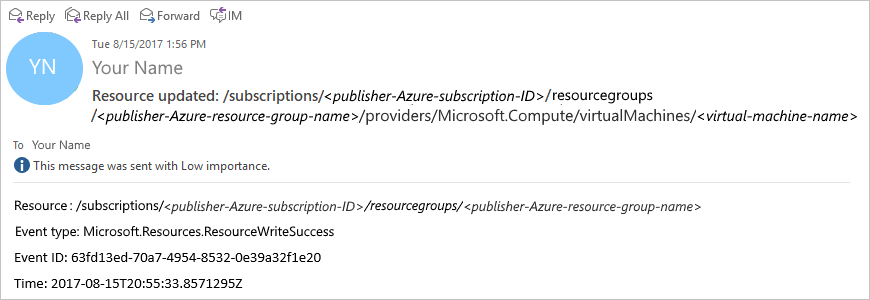 Reply Reply All Forward IM
Tue 8/15/2017 1:56 PM
YN
Your Name
Resource updated: /subscriptions/<publisher-Azure-subscription-ID>/resourcegroups
/<publisher-Azure-resource-group-name>/providers/Microsoft.Compute/virtualMachines/<virtual-machine-name>
To Your Name
This message was sent with Low importance.
Resource: /subscriptions/<publisher-Azure-subscription-ID>/resourcegroups/<publisher-Azure-resource-group-name>
Event type: Microsoft.Resources.ResourceWriteSuccess
Event ID: 63fd13ed-70a7-4954-8532-0e39a32f1e20
Time: 2017-08-15T20:55:33.8571295Z